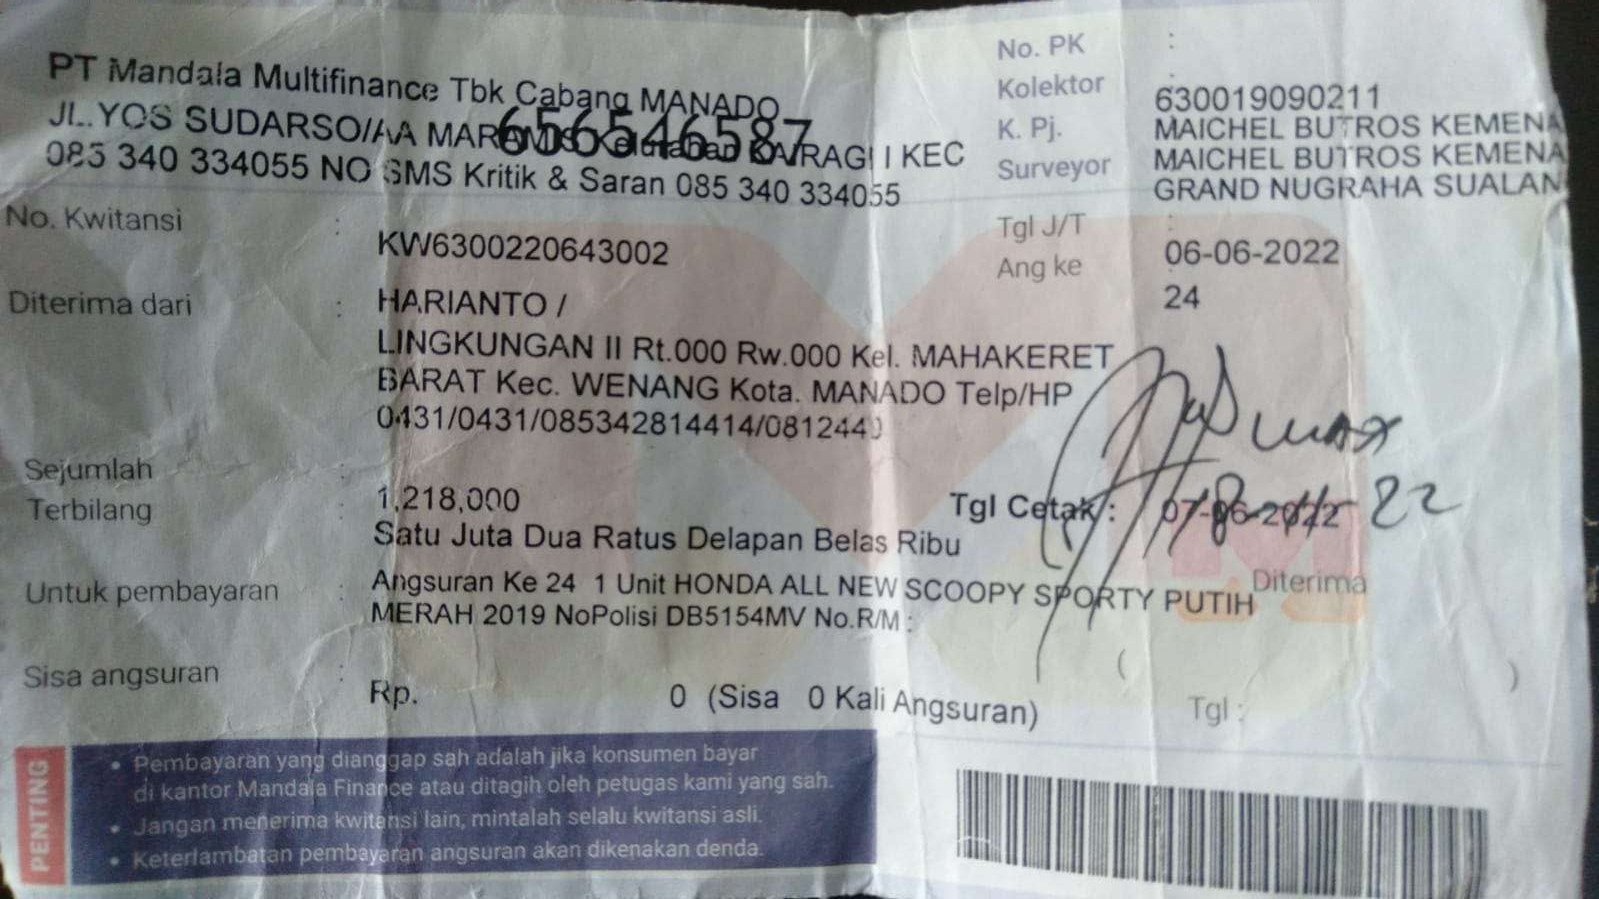 PT Mandala Multifinance Tbk Cabang MANADO
JL.YOS SUDARSO/AA MARAMIS Kelurahan KAIRAGI I KEC
656546587
085 340 334055 NO SMS Kritik & Saran 085 340 334055
No. PK :
Kolektor : 630019090211
K. Pj. MAICHEL BUTROS KEMENA
Surveyor MAICHEL BUTROS KEMENA
GRAND NUGRAHA SUALAN
No. Kwitansi : KW6300220643002
Tgl J/T : 06-06-2022
Ang ke 24
Diterima dari : HARIANTO /
LINGKUNGAN II Rt.000 Rw.000 Kel. MAHAKERET
BARAT Kec. WENANG Kota. MANADO Telp/HP
0431/0431/085342814414/0812440
Sejumlah : 1,218,000
Tgl Cetak : 07-06-2022
Terbilang : Satu Juta Dua Ratus Delapan Belas Ribu
Untuk pembayaran : Angsuran Ke 24 1 Unit HONDA ALL NEW SCOOPY SPORTY PUTIH
MERAH 2019 NoPolisi DB5154MV No.R/M :
Diterima
Sisa angsuran : Rp. 0 (Sisa 0 Kali Angsuran)
( )
Tgl :
PENTING
• Pembayaran yang dianggap sah adalah jika konsumen bayar
di kantor Mandala Finance atau ditagih oleh petugas kami yang sah.
• Jangan menerima kwitansi lain, mintalah selalu kwitansi asli.
• Keterlambatan pembayaran angsuran akan dikenakan denda.